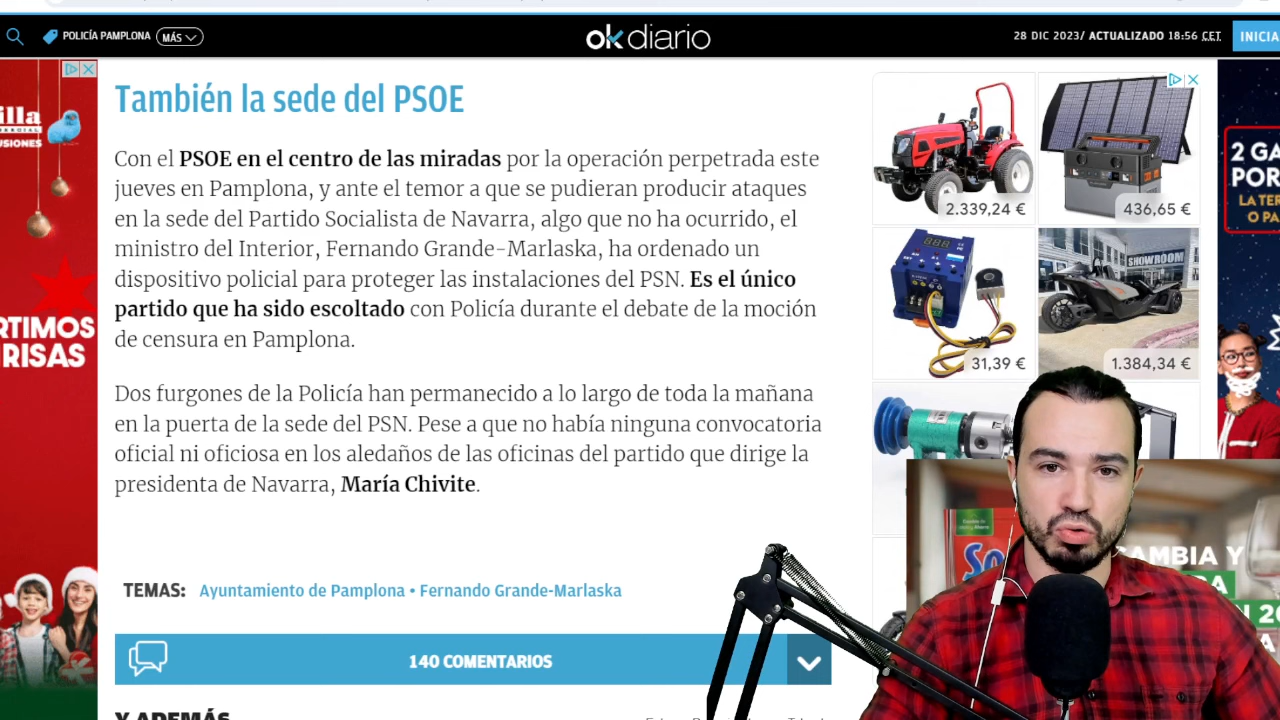 POLICÍA PAMPLONA MÁS
okdiario
28 DIC 2023/ ACTUALIZADO 18:56 CET
INICIA
También la sede del PSOE
Con el PSOE en el centro de las miradas por la operación perpetrada este
jueves en Pamplona, y ante el temor a que se pudieran producir ataques
en la sede del Partido Socialista de Navarra, algo que no ha ocurrido, el
ministro del Interior, Fernando Grande-Marlaska, ha ordenado un
dispositivo policial para proteger las instalaciones del PSN. Es el único
partido que ha sido escoltado con Policía durante el debate de la moción
de censura en Pamplona.
Dos furgones de la Policía han permanecido a lo largo de toda la mañana
en la puerta de la sede del PSN. Pese a que no había ninguna convocatoria
oficial ni oficiosa en los aledaños de las oficinas del partido que dirige la
presidenta de Navarra, María Chivite.
TEMAS: Ayuntamiento de Pamplona • Fernando Grande-Marlaska
140 COMENTARIOS
Y ADEMÁS
illa
USIONES
RTIMOS
RISAS
2.339,24 €
436,65 €
SHOWROOM
31,39 €
1.384,34 €
2 GA
POR
LA TER
O PA
So
CAMBIA Y